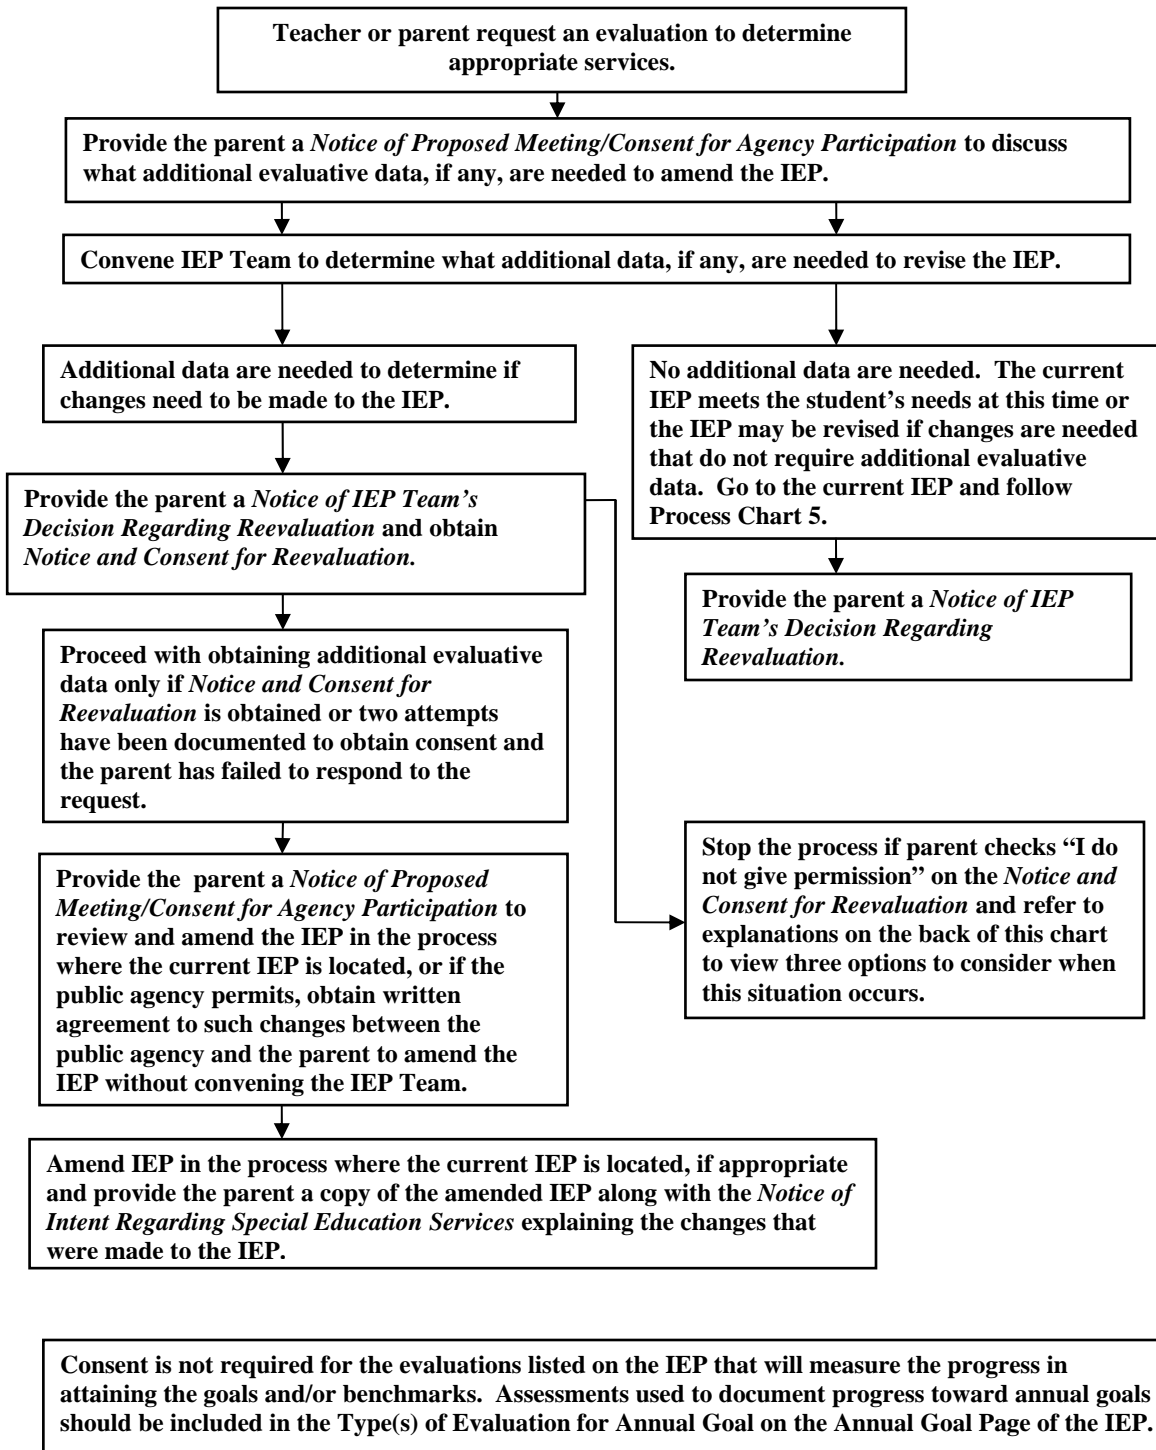 Teacher or parent request an evaluation to determine
appropriate services.
Provide the parent a Notice of Proposed Meeting/Consent for Agency Participation to discuss
what additional evaluative data, if any, are needed to amend the IEP.
Convene IEP Team to determine what additional data, if any, are needed to revise the IEP.
Additional data are needed to determine if
changes need to be made to the IEP.
No additional data are needed.  The current
IEP meets the student’s needs at this time or
the IEP may be revised if changes are needed
that do not require additional evaluative
data.  Go to the current IEP and follow
Process Chart 5.
Provide the parent a Notice of IEP Team’s
Decision Regarding Reevaluation and obtain
Notice and Consent for Reevaluation.
Provide the parent a Notice of IEP
Team’s Decision Regarding
Reevaluation.
Proceed with obtaining additional evaluative
data only if Notice and Consent for
Reevaluation is obtained or two attempts
have been documented to obtain consent and
the parent has failed to respond to the
request.
Stop the process if parent checks “I do
not give permission” on the Notice and
Consent for Reevaluation and refer to
explanations on the back of this chart
to view three options to consider when
this situation occurs.
Provide the  parent a Notice of Proposed
Meeting/Consent for Agency Participation to
review and amend the IEP in the process
where the current IEP is located, or if the
public agency permits, obtain written
agreement to such changes between the
public agency and the parent to amend the
IEP without convening the IEP Team.
Amend IEP in the process where the current IEP is located, if appropriate
and provide the parent a copy of the amended IEP along with the Notice of
Intent Regarding Special Education Services explaining the changes that
were made to the IEP.
Consent is not required for the evaluations listed on the IEP that will measure the progress in
attaining the goals and/or benchmarks.  Assessments used to document progress toward annual goals
should be included in the Type(s) of Evaluation for Annual Goal on the Annual Goal Page of the IEP.